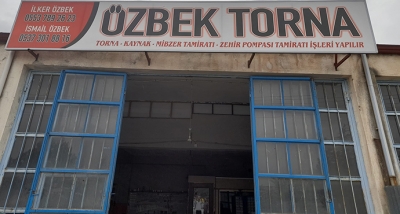 İLKER ÖZBEK
İSMAİL ÖZBEK
ÖZBEK TORNA
TORNA - KAYNAK - MİBZER TAMİRATI - ZEHİR POMPASI TAMİRATI İŞLERİ YAPILIR